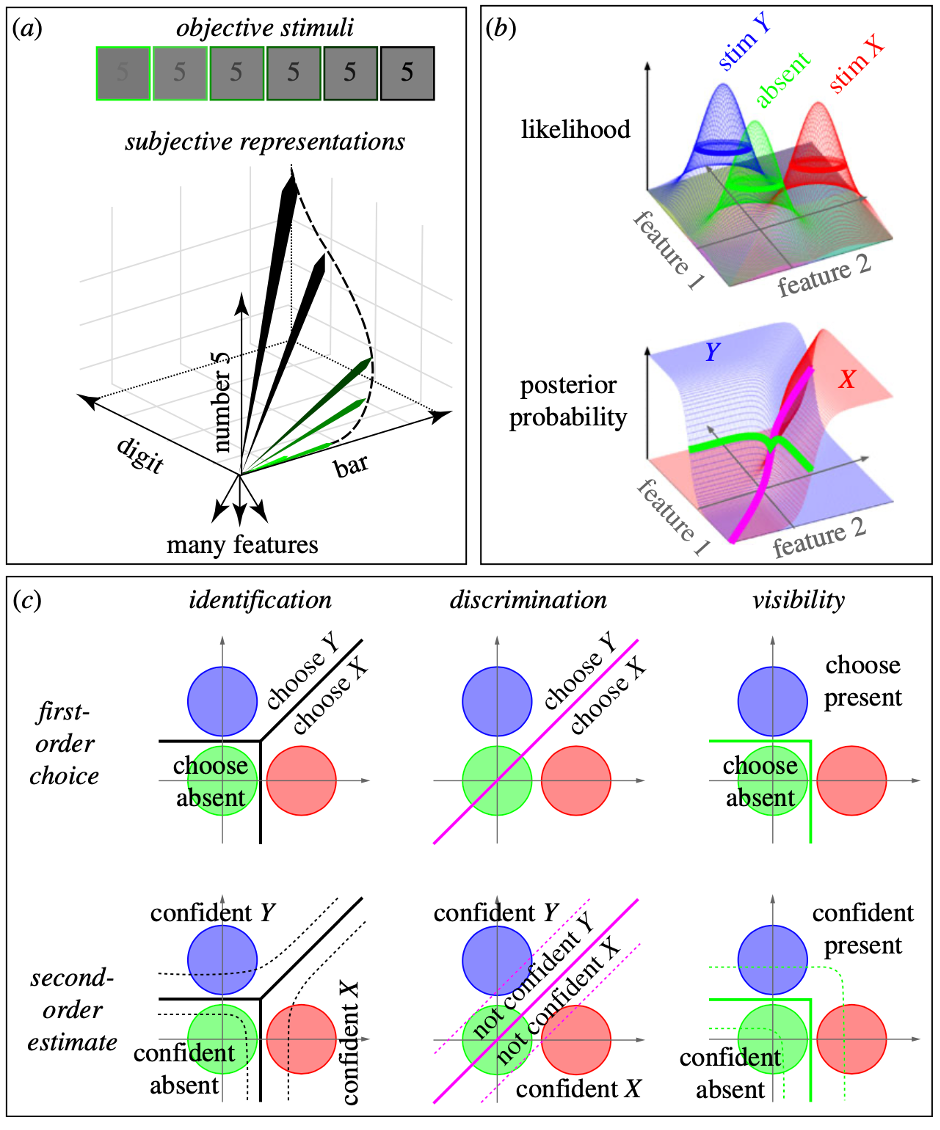 (a)
objective stimuli
5 5 5 5 5 5
subjective representations
number 5
digit
bar
many features
(b)
stim Y
absent
stim X
likelihood
feature 1
feature 2
Y
X
posterior
probability
feature 1
feature 2
(c)
identification
discrimination
visibility
first-
order
choice
choose Y
choose X
choose
absent
choose Y
choose X
choose
present
choose
absent
second-
order
estimate
confident Y
confident
absent
confident X
confident Y
not confident Y
not confident X
confident X
confident
present
confident
absent